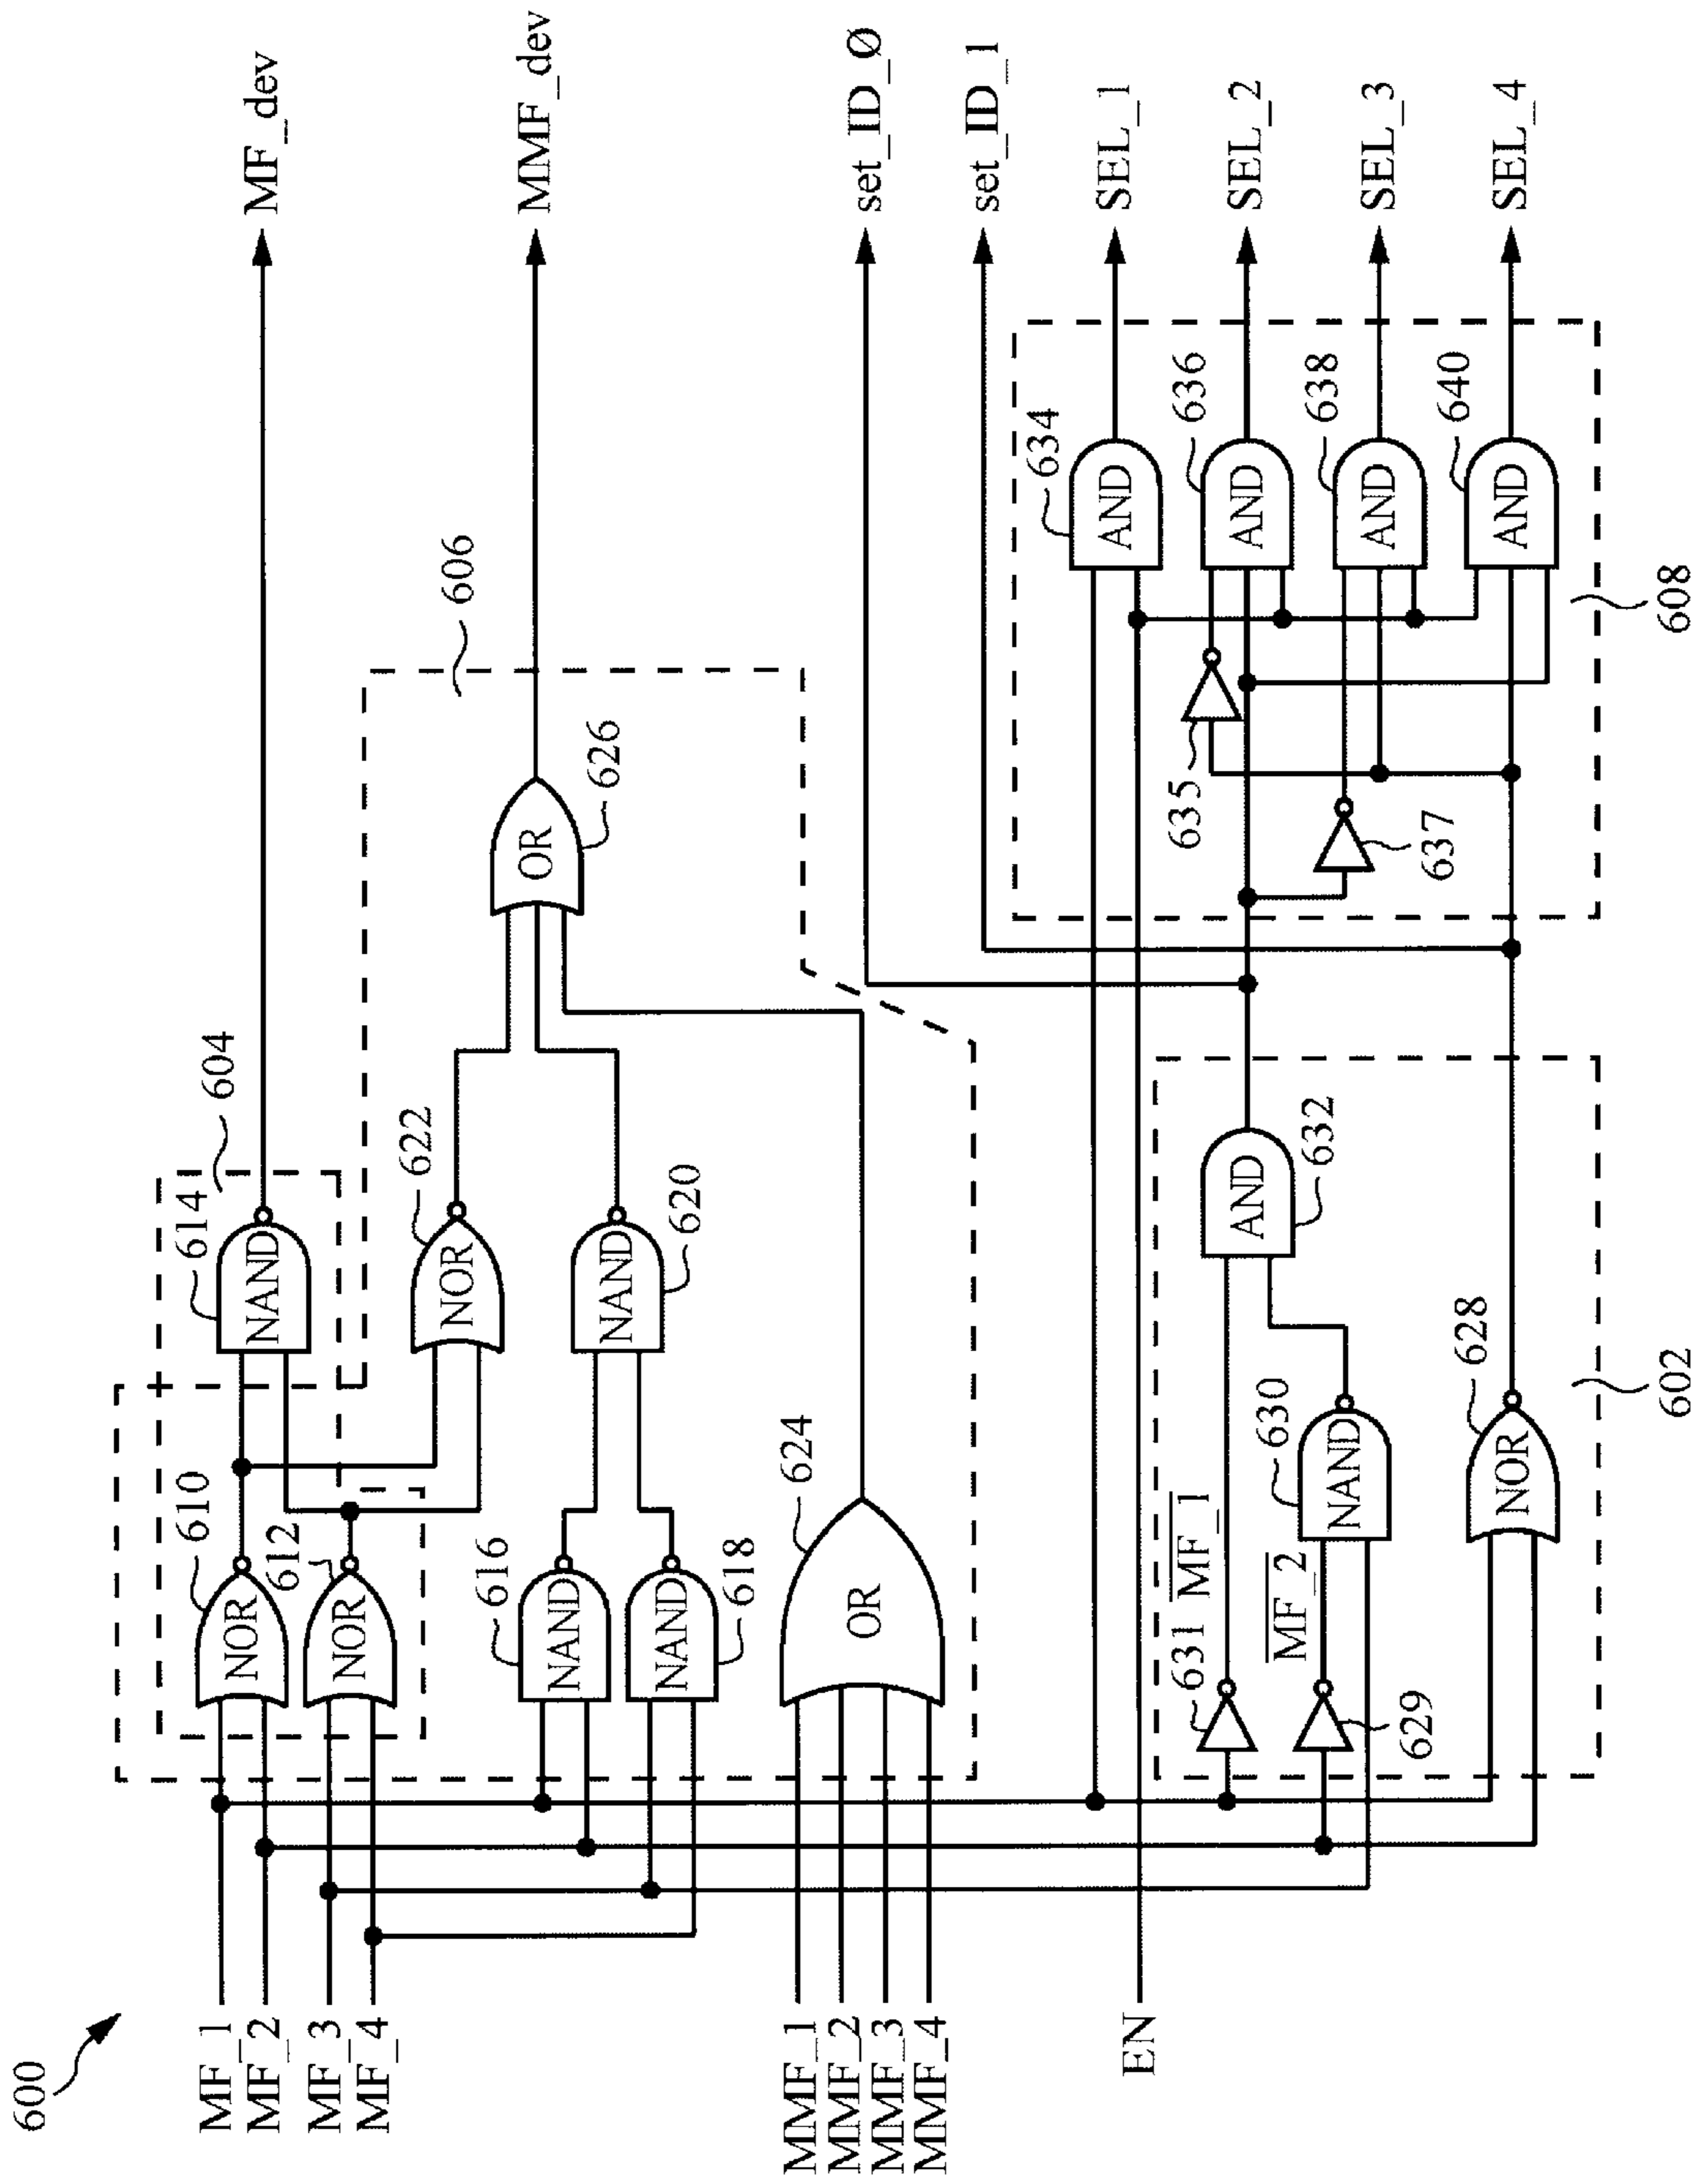 600
MF_1
MF_2
MF_3
MF_4
MMF_1
MMF_2
MMF_3
MMF_4
EN
610
NOR
612
NOR
614
NAND
604
616
NAND
618
NAND
622
NOR
620
NAND
624
OR
626
OR
606
631
MF_1
MF_2
629
630
NAND
628
NOR
632
AND
602
635
637
634
AND
636
AND
638
AND
640
AND
608
MF_dev
MMF_dev
set_ID_Ø
set_ID_1
SEL_1
SEL_2
SEL_3
SEL_4